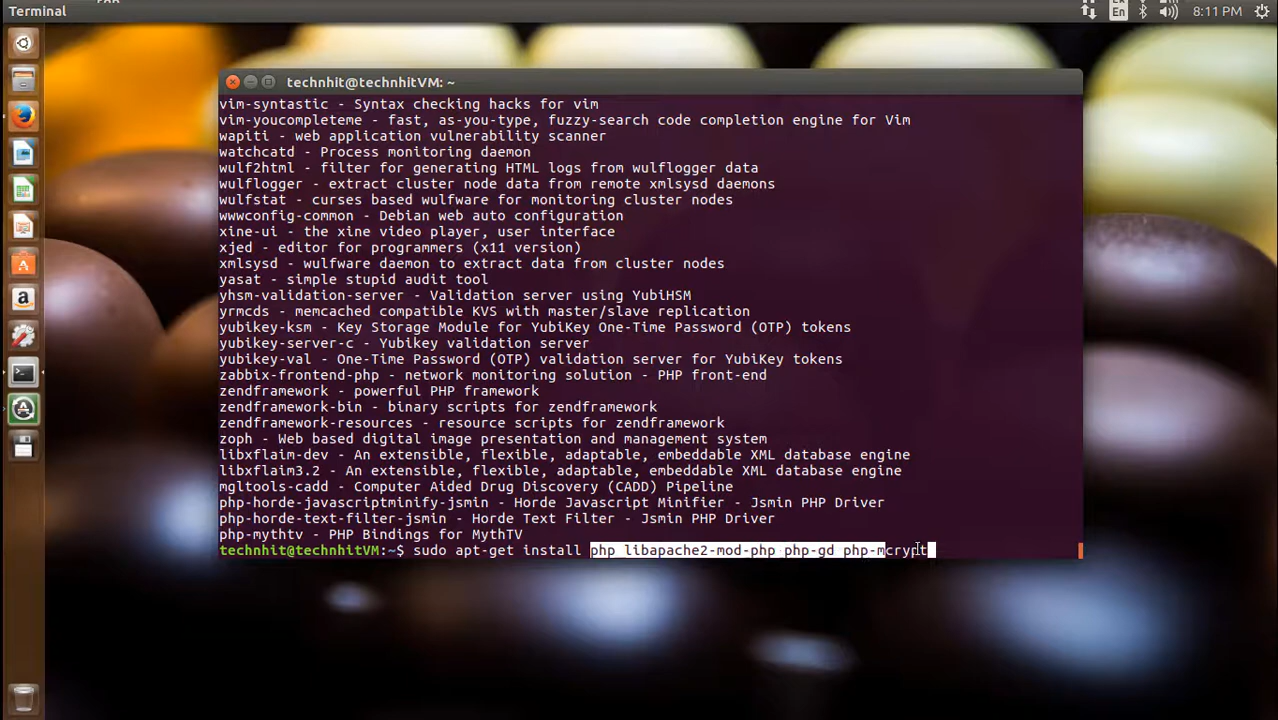 Terminal
En
8:11 PM
technhit@technhitVM: ~
vim-syntastic - Syntax checking hacks for vim
vim-youcompleteme - fast, as-you-type, fuzzy-search code completion engine for Vim
wapiti - web application vulnerability scanner
watchcatd - Process monitoring daemon
wulf2html - filter for generating HTML logs from wulflogger data
wulflogger - extract cluster node data from remote xmlsysd daemons
wulfstat - curses based wulfware for monitoring cluster nodes
wwwconfig-common - Debian web auto configuration
xine-ui - the xine video player, user interface
xjed - editor for programmers (x11 version)
xmlsysd - wulfware daemon to extract data from cluster nodes
yasat - simple stupid audit tool
yhsm-validation-server - Validation server using YubiHSM
yrmcds - memcached compatible KVS with master/slave replication
yubikey-ksm - Key Storage Module for YubiKey One-Time Password (OTP) tokens
yubikey-server-c - Yubikey validation server
yubikey-val - One-Time Password (OTP) validation server for YubiKey tokens
zabbix-frontend-php - network monitoring solution - PHP front-end
zendframework - powerful PHP framework
zendframework-bin - binary scripts for zendframework
zendframework-resources - resource scripts for zendframework
zoph - Web based digital image presentation and management system
libxflaim-dev - An extensible, flexible, adaptable, embeddable XML database engine
libxflaim3.2 - An extensible, flexible, adaptable, embeddable XML database engine
mgltools-cadd - Computer Aided Drug Discovery (CADD) Pipeline
php-horde-javascriptminify-jsmin - Horde Javascript Minifier - Jsmin PHP Driver
php-horde-text-filter-jsmin - Horde Text Filter - Jsmin PHP Driver
php-mythtv - PHP Bindings for MythTV
technhit@technhitVM:~$ sudo apt-get install php libapache2-mod-php php-gd php-mcrypt